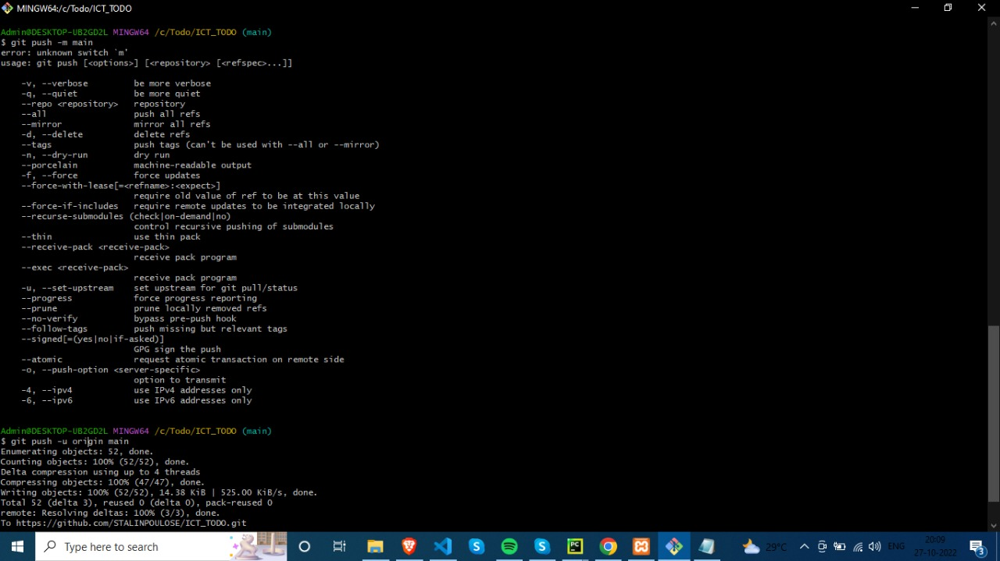 MINGW64:/c/Todo/ICT_TODO
Admin@DESKTOP-UB2GD2L MINGW64 /c/Todo/ICT_TODO (main)
$ git push -m main
error: unknown switch `m'
usage: git push [<options>] [<repository> [<refspec>...]]
-v, --verbose be more verbose
-q, --quiet be more quiet
--repo <repository> repository
--all push all refs
--mirror mirror all refs
-d, --delete delete refs
--tags push tags (can't be used with --all or --mirror)
-n, --dry-run dry run
--porcelain machine-readable output
-f, --force force updates
--force-with-lease[=<refname>:<expect>]
require old value of ref to be at this value
--force-if-includes require remote updates to be integrated locally
--recurse-submodules (check|on-demand|no)
control recursive pushing of submodules
--thin use thin pack
--receive-pack <receive-pack>
receive pack program
--exec <receive-pack>
receive pack program
-u, --set-upstream set upstream for git pull/status
--progress force progress reporting
--prune prune locally removed refs
--no-verify bypass pre-push hook
--follow-tags push missing but relevant tags
--signed[=(yes|no|if-asked)]
GPG sign the push
--atomic request atomic transaction on remote side
-o, --push-option <server-specific>
option to transmit
-4, --ipv4 use IPv4 addresses only
-6, --ipv6 use IPv6 addresses only
Admin@DESKTOP-UB2GD2L MINGW64 /c/Todo/ICT_TODO (main)
$ git push -u origin main
Enumerating objects: 52, done.
Counting objects: 100% (52/52), done.
Delta compression using up to 4 threads
Compressing objects: 100% (47/47), done.
Writing objects: 100% (52/52), 14.38 KiB | 525.00 KiB/s, done.
Total 52 (delta 3), reused 0 (delta 0), pack-reused 0
remote: Resolving deltas: 100% (3/3), done.
To https://github.com/STALINPOULOSE/ICT_TODO.git
Type here to search
29°C
ENG
20:09
27-10-2022
3